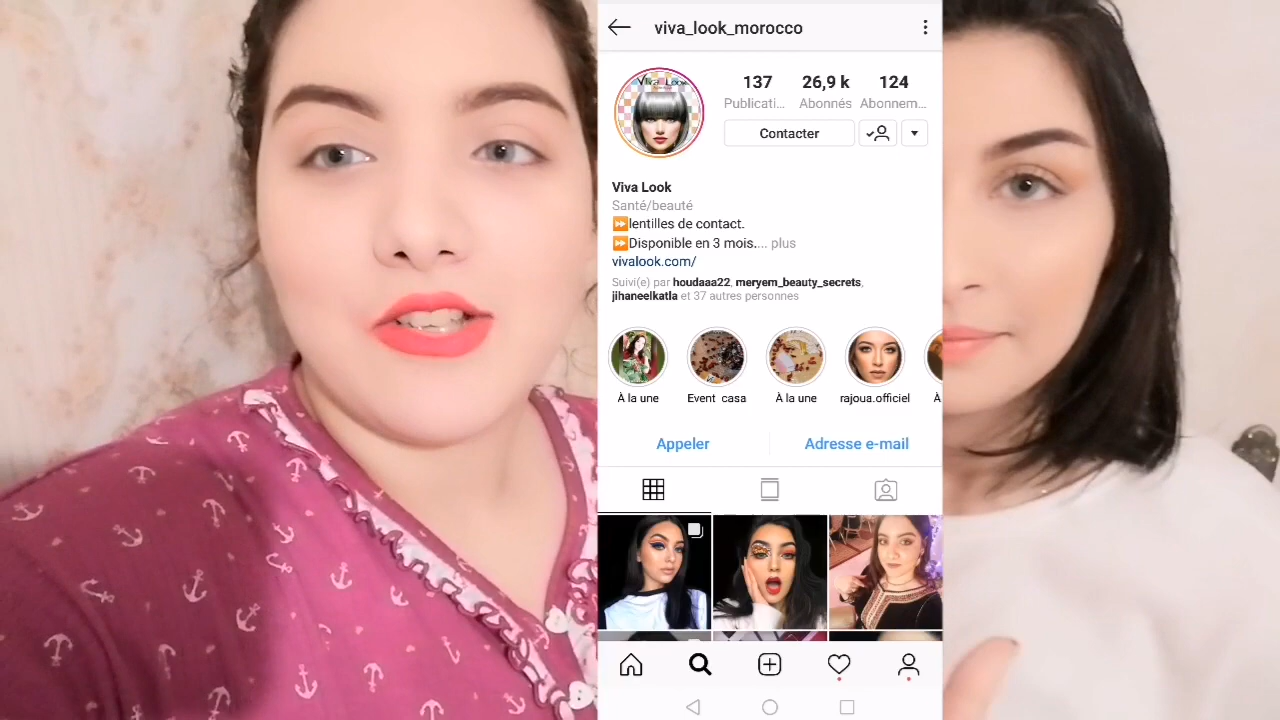 viva_look_morocco
Viva Look
137 26,9 k 124
Publicati... Abonnés Abonnem...
Contacter
Viva Look
Santé/beauté
⏩lentilles de contact.
⏩Disponible en 3 mois.... plus
vivalook.com/
Suivi(e) par houdaaa22, meryem_beauty_secrets,
jihaneelkatla et 37 autres personnes
À la une Event casa À la une rajoua.officiel À
Appeler Adresse e-mail